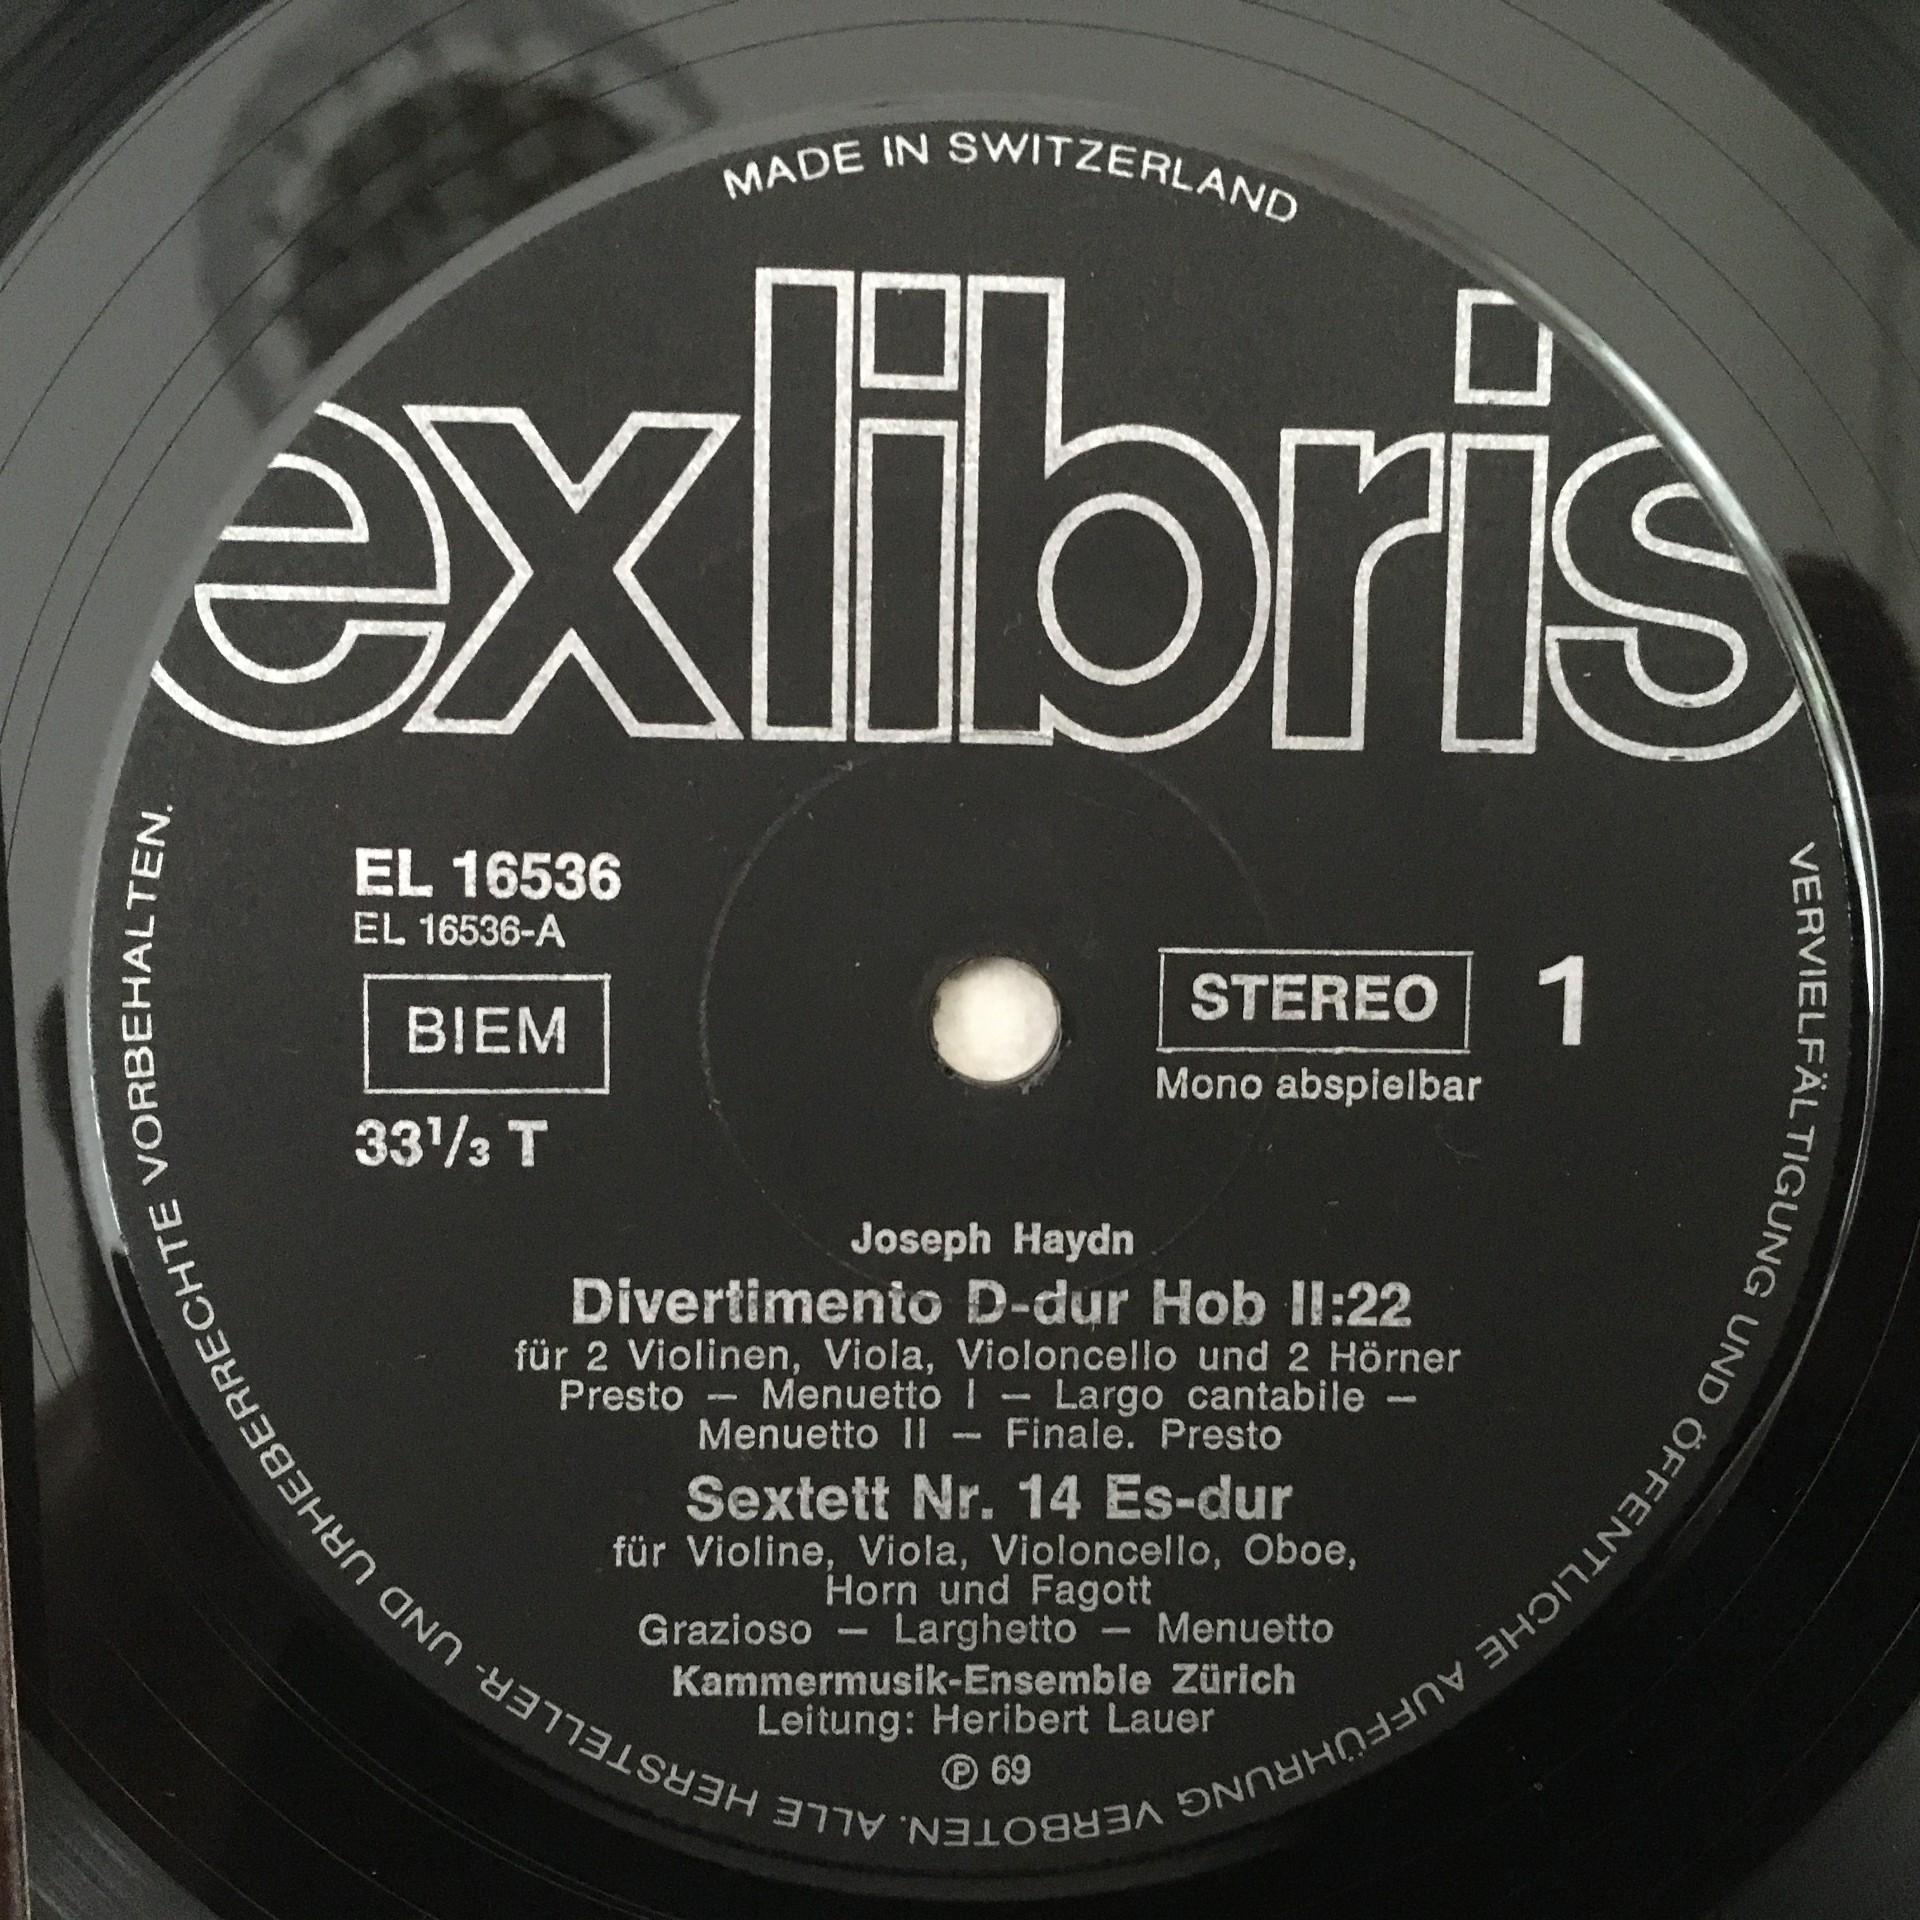 MADE IN SWITZERLAND
exlibris
EL 16536
EL 16536-A
BIEM
33¹/₃ T
STEREO 1
Mono abspielbar
Joseph Haydn
Divertimento D-dur Hob II:22
für 2 Violinen, Viola, Violoncello und 2 Hörner
Presto — Menuetto I — Largo cantabile —
Menuetto II — Finale. Presto
Sextett Nr. 14 Es-dur
für Violine, Viola, Violoncello, Oboe,
Horn und Fagott
Grazioso — Larghetto — Menuetto
Kammermusik-Ensemble Zürich
Leitung: Heribert Lauer
℗ 69
VERVIELFÄLTIGUNG UND ÖFFENTLICHE AUFFÜHRUNG VERBOTEN. ALLE HERSTELLER- UND URHEBERRECHTE VORBEHALTEN.